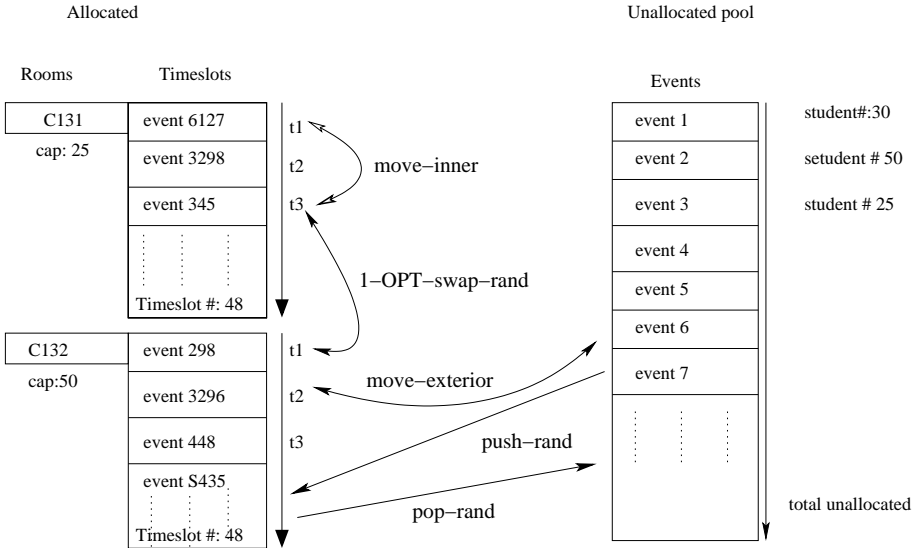 Allocated
Unallocated pool
Rooms
Timeslots
Events
C131
cap: 25
event 6127
event 3298
event 345
Timeslot #: 48
t1
t2
t3
move−inner
1−OPT−swap−rand
C132
cap:50
event 298
event 3296
event 448
event S435
Timeslot #: 48
t1
t2
t3
move−exterior
push−rand
pop−rand
event 1
event 2
event 3
event 4
event 5
event 6
event 7
student#:30
setudent # 50
student # 25
total unallocated